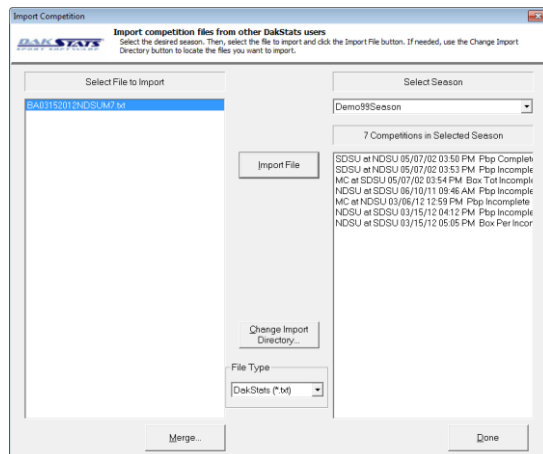 Import Competition
Import competition files from other DakStats users
Select the desired season. Then, select the file to import and click the Import File button. If needed, use the Change Import
Directory button to locate the files you want to import.
DAKSTATS
SPORT SOFTWARE
Select File to Import
BA03152012NDSUM7.txt
Import File
Change Import
Directory...
File Type
DakStats (*.txt)
Merge...
Select Season
Demo99Season
7 Competitions in Selected Season
SDSU at NDSU 05/07/02 03:50 PM Pbp Complet
SDSU at NDSU 05/07/02 03:53 PM Pbp Incomple
MC at SDSU 05/07/02 03:54 PM Box Tot Incomple
NDSU at SDSU 06/10/11 09:46 AM Pbp Incomple
MC at NDSU 03/06/12 12:59 PM Pbp Incomplete
NDSU at SDSU 03/15/12 04:12 PM Pbp Incomple
NDSU at SDSU 03/15/12 05:05 PM Box Per Incor
Done